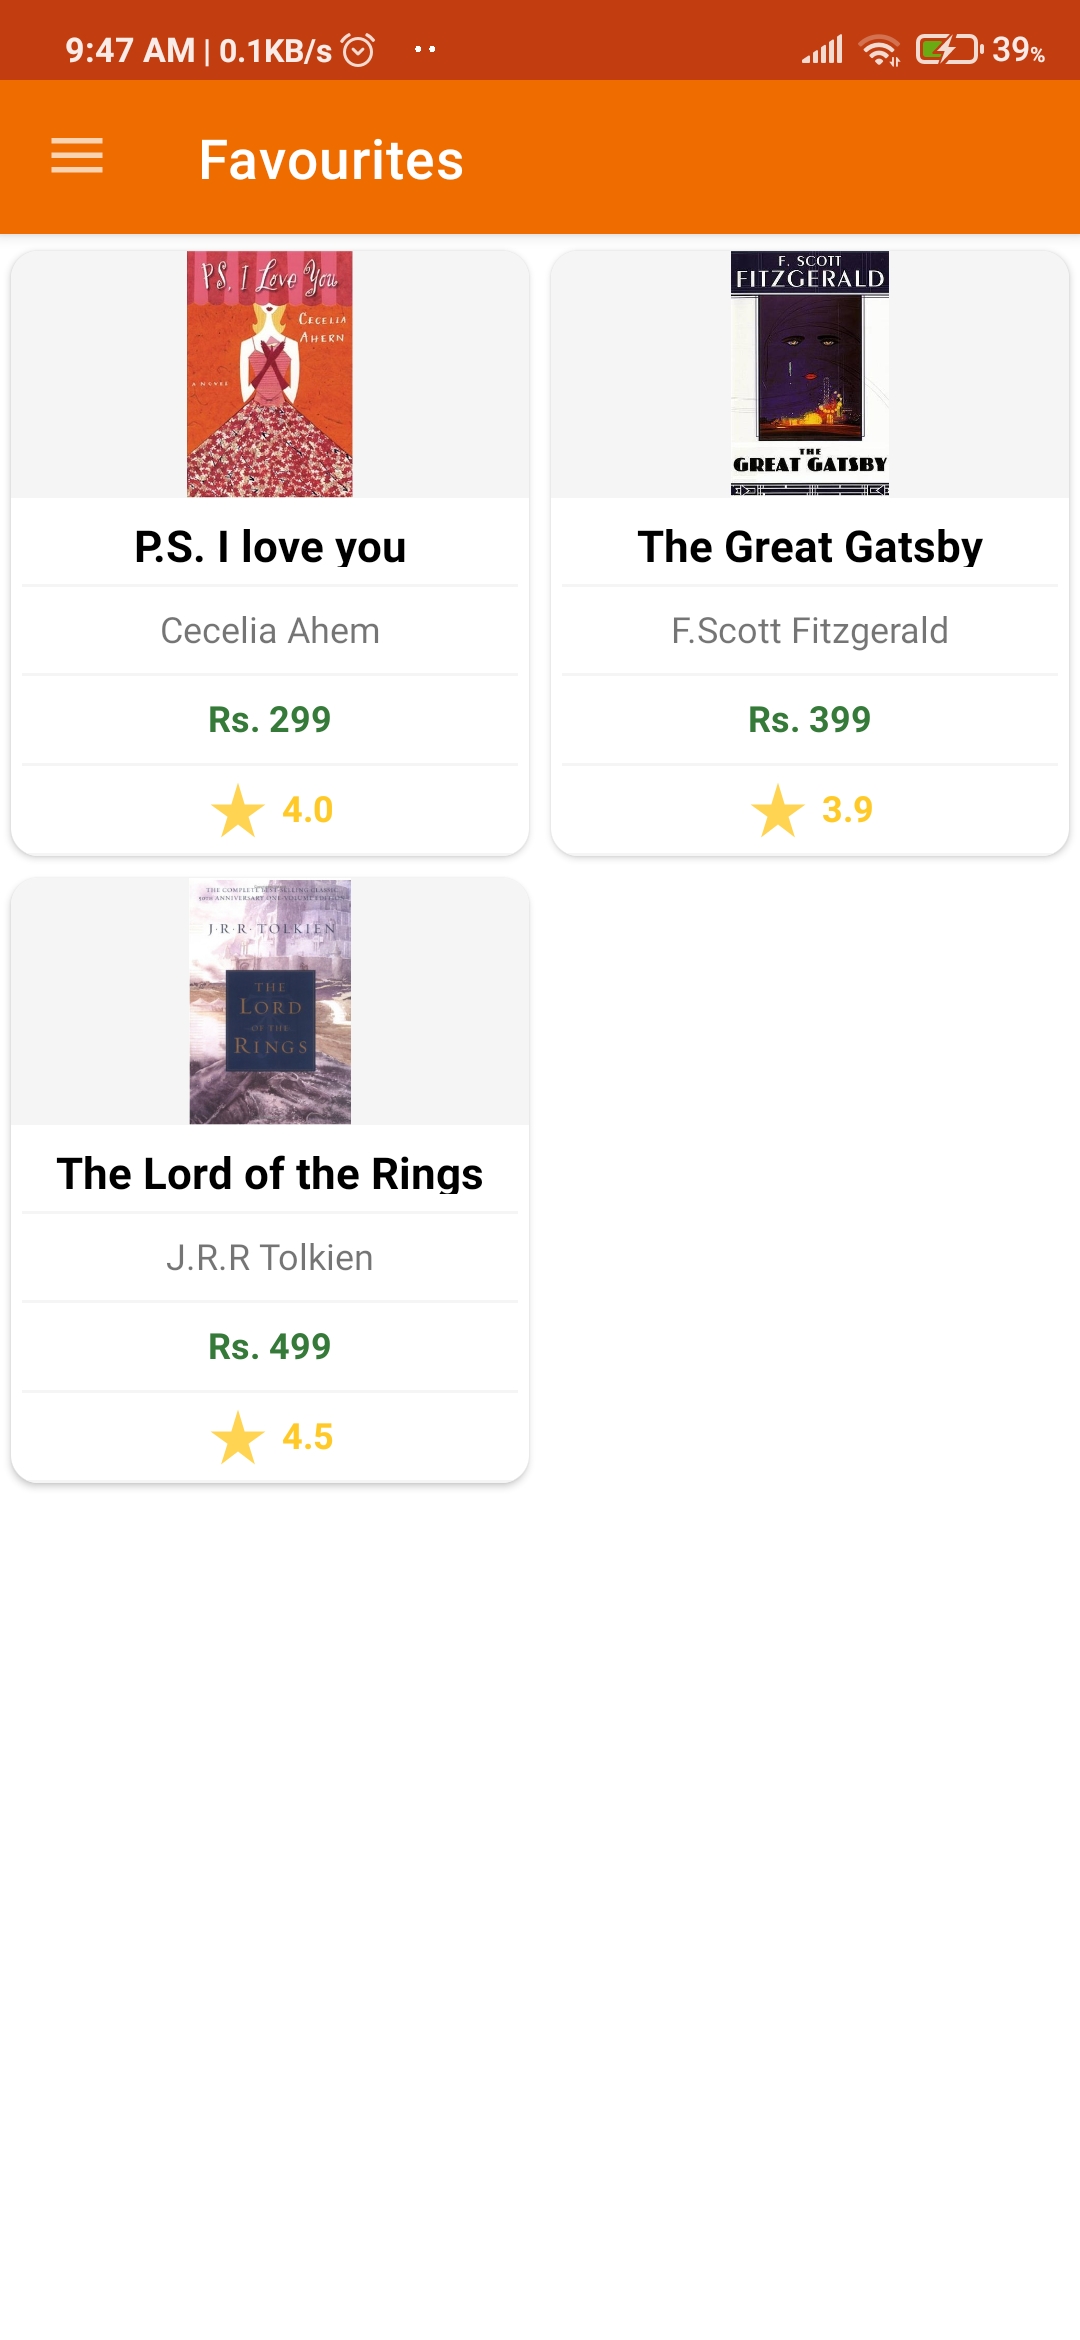 9:47 AM | 0.1KB/s
39%
Favourites
P.S. I Love You
CECELIA
AHERN
A NOVEL
P.S. I love you
Cecelia Ahem
Rs. 299
4.0
F. SCOTT
FITZGERALD
THE
GREAT GATSBY
The Great Gatsby
F.Scott Fitzgerald
Rs. 399
3.9
THE COMPLETE BEST-SELLING CLASSIC
50TH ANNIVERSARY ONE-VOLUME EDITION
J·R·R·TOLKIEN
THE
LORD
OF THE
RINGS
The Lord of the Rings
J.R.R Tolkien
Rs. 499
4.5